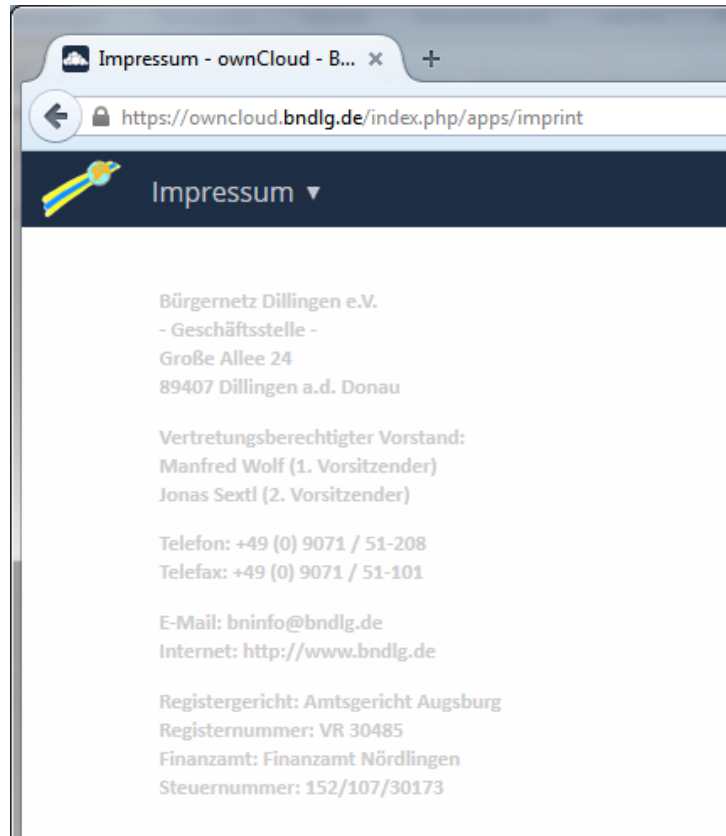 Impressum - ownCloud - B...
https://owncloud.bndlg.de/index.php/apps/imprint
Impressum ▼
Bürgernetz Dillingen e.V.
- Geschäftsstelle -
Große Allee 24
89407 Dillingen a.d. Donau
Vertretungsberechtigter Vorstand:
Manfred Wolf (1. Vorsitzender)
Jonas Sextl (2. Vorsitzender)
Telefon: +49 (0) 9071 / 51-208
Telefax: +49 (0) 9071 / 51-101
E-Mail: bninfo@bndlg.de
Internet: http://www.bndlg.de
Registergericht: Amtsgericht Augsburg
Registernummer: VR 30485
Finanzamt: Finanzamt Nördlingen
Steuernummer: 152/107/30173